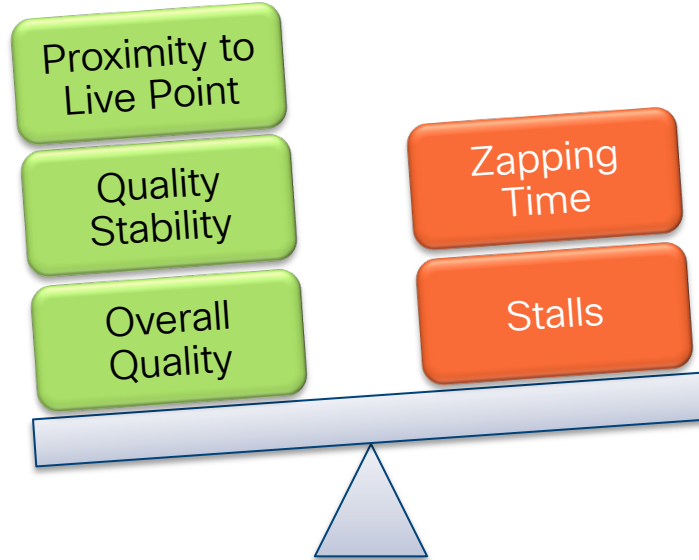 Proximity to
Live Point
Quality
Stability
Overall
Quality
Zapping
Time
Stalls